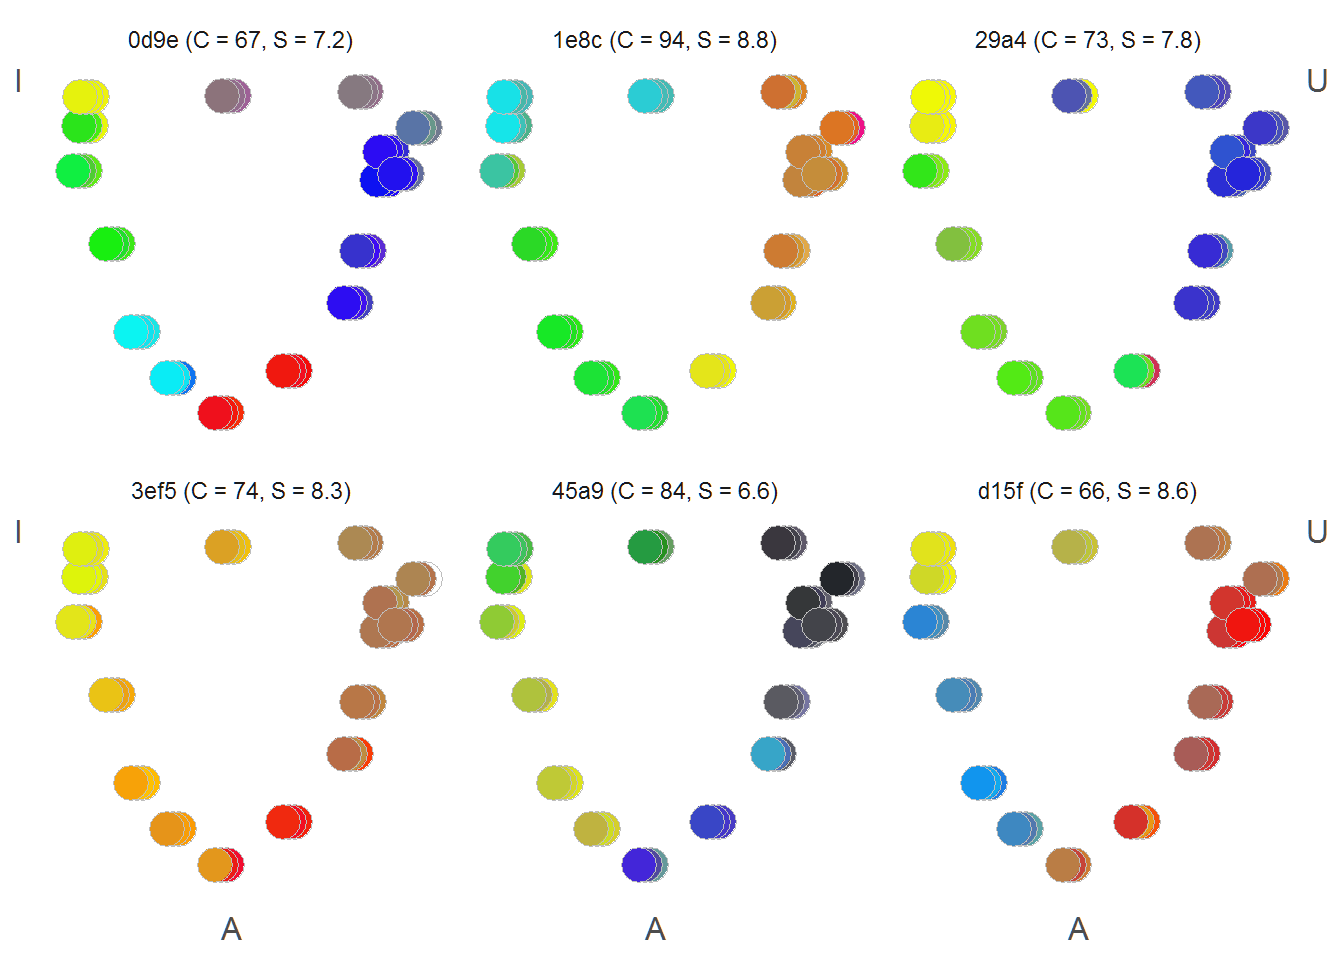 0d9e (C = 67, S = 7.2)
1e8c (C = 94, S = 8.8)
29a4 (C = 73, S = 7.8)
I
U
3ef5 (C = 74, S = 8.3)
45a9 (C = 84, S = 6.6)
d15f (C = 66, S = 8.6)
I
U
A
A
A